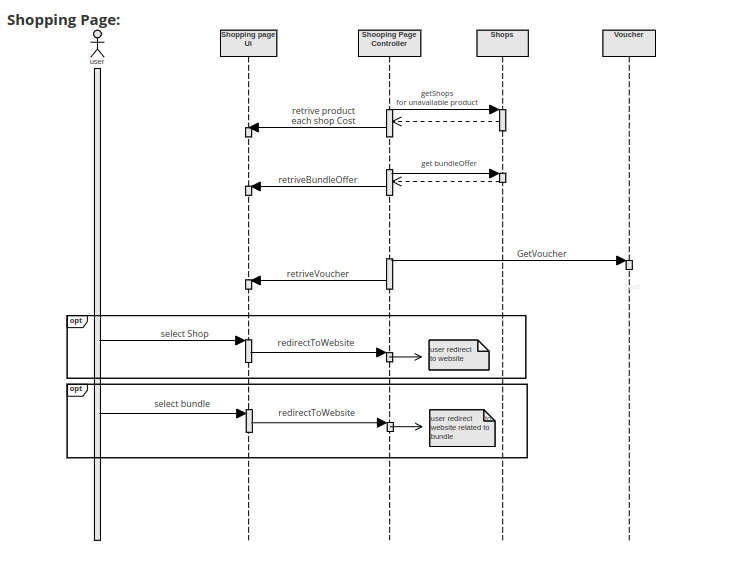 Shopping Page:
user
Shopping page
Ui
Shooping Page
Controller
Shops
Voucher
getShops
for unavailable product
retrive product
each shop Cost
get bundleOffer
retriveBundleOffer
GetVoucher
retriveVoucher
text
opt
select Shop
redirectToWebsite
user redirect
to website
opt
select bundle
redirectToWebsite
user redirect to
website related to
bundle